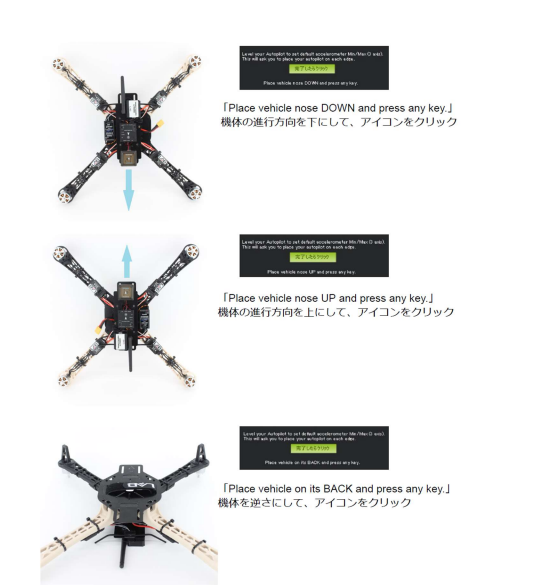 Level your Autopilot to set default accelerometer Min/Max (3 axis).
This will ask you to place your autopilot on each edge.
完了したらクリック
Place vehicle nose DOWN and press any key.
「Place vehicle nose DOWN and press any key.」
機体の進行方向を下にして、アイコンをクリック
Level your Autopilot to set default accelerometer Min/Max (3 axis).
This will ask you to place your autopilot on each edge.
完了したらクリック
Place vehicle nose UP and press any key.
「Place vehicle nose UP and press any key.」
機体の進行方向を上にして、アイコンをクリック
Level your Autopilot to set default accelerometer Min/Max (3 axis).
This will ask you to place your autopilot on each edge.
完了したらクリック
Place vehicle on its BACK and press any key.
「Place vehicle on its BACK and press any key.」
機体を逆さにして、アイコンをクリック